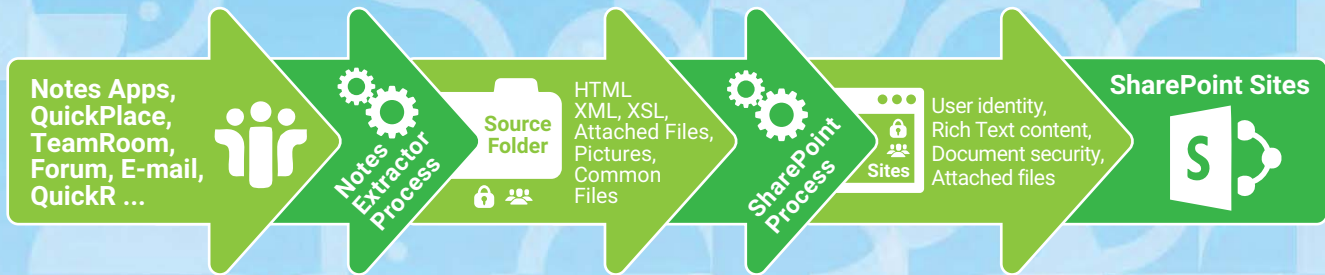 Notes Apps,
QuickPlace,
TeamRoom,
Forum, E-mail,
QuickR ...
Notes
Extractor
Process
Source
Folder
HTML
XML, XSL,
Attached Files,
Pictures,
Common
Files
SharePoint
Process
Sites
User identity,
Rich Text content,
Document security,
Attached files
SharePoint Sites
S